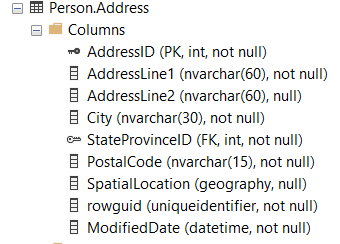 Person.Address
Columns
AddressID (PK, int, not null)
AddressLine1 (nvarchar(60), not null)
AddressLine2 (nvarchar(60), null)
City (nvarchar(30), not null)
StateProvinceID (FK, int, not null)
PostalCode (nvarchar(15), not null)
SpatialLocation (geography, null)
rowguid (uniqueidentifier, not null)
ModifiedDate (datetime, not null)